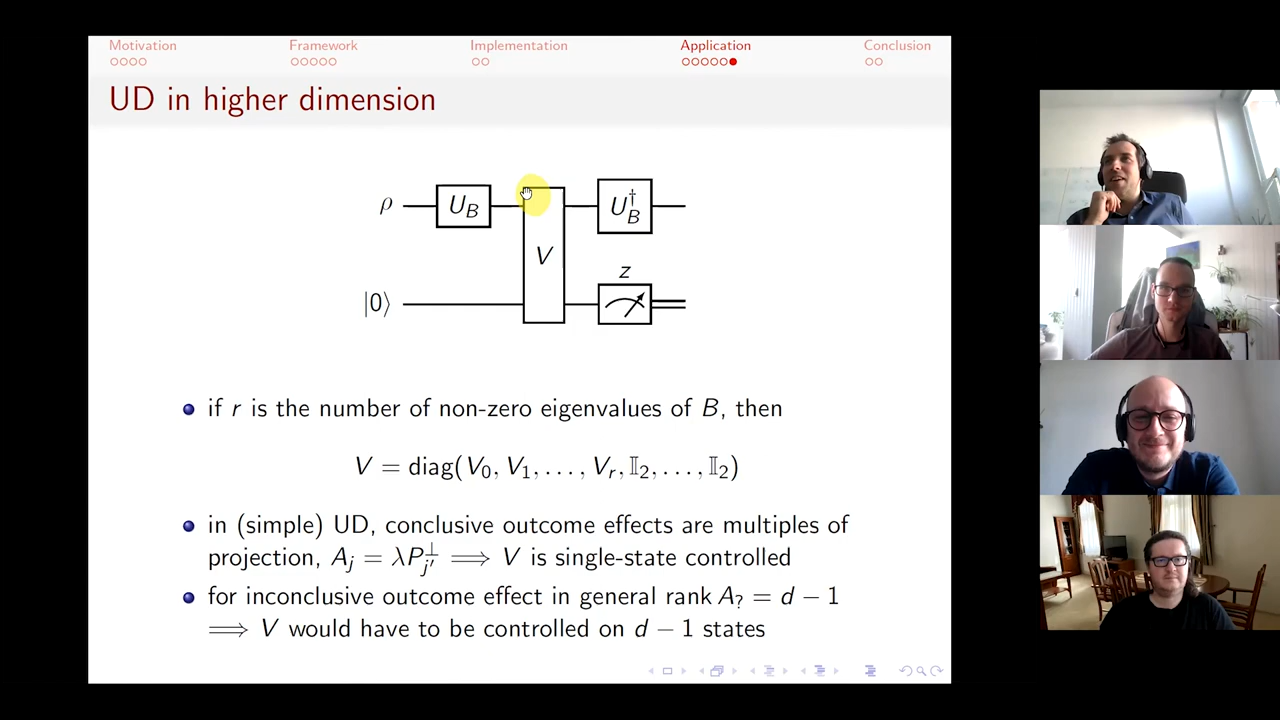 Motivation Framework Implementation Application Conclusion
UD in higher dimension
ρ U_B V U_B^†
|0⟩ z
if r is the number of non-zero eigenvalues of B, then
V = diag(V_0, V_1, . . . , V_r, 𝕀_2, . . . , 𝕀_2)
in (simple) UD, conclusive outcome effects are multiples of
projection, A_j = λP_{j'}^⊥ ⟹ V is single-state controlled
for inconclusive outcome effect in general rank A_? = d − 1
⟹ V would have to be controlled on d − 1 states